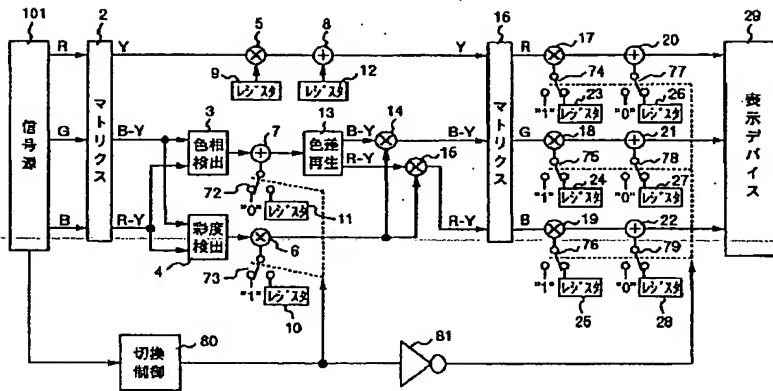 101
2
5
8
16
17
20
29
R
Y
Y
R
9
レジスタ
レジスタ
12
74
77
"1"
レジスタ
23
"0"
レジスタ
26
信号源
マトリクス
3
13
14
マトリクス
表示デバイス
G
B-Y
色相検出
7
色差再生
B-Y
R-Y
B-Y
G
18
21
15
75
78
72
"0"
レジスタ
11
"1"
レジスタ
24
"0"
レジスタ
27
B
R-Y
彩度検出
4
6
R-Y
B
19
22
73
"1"
レジスタ
10
76
79
"1"
レジスタ
25
"0"
レジスタ
28
切換制御
80
81